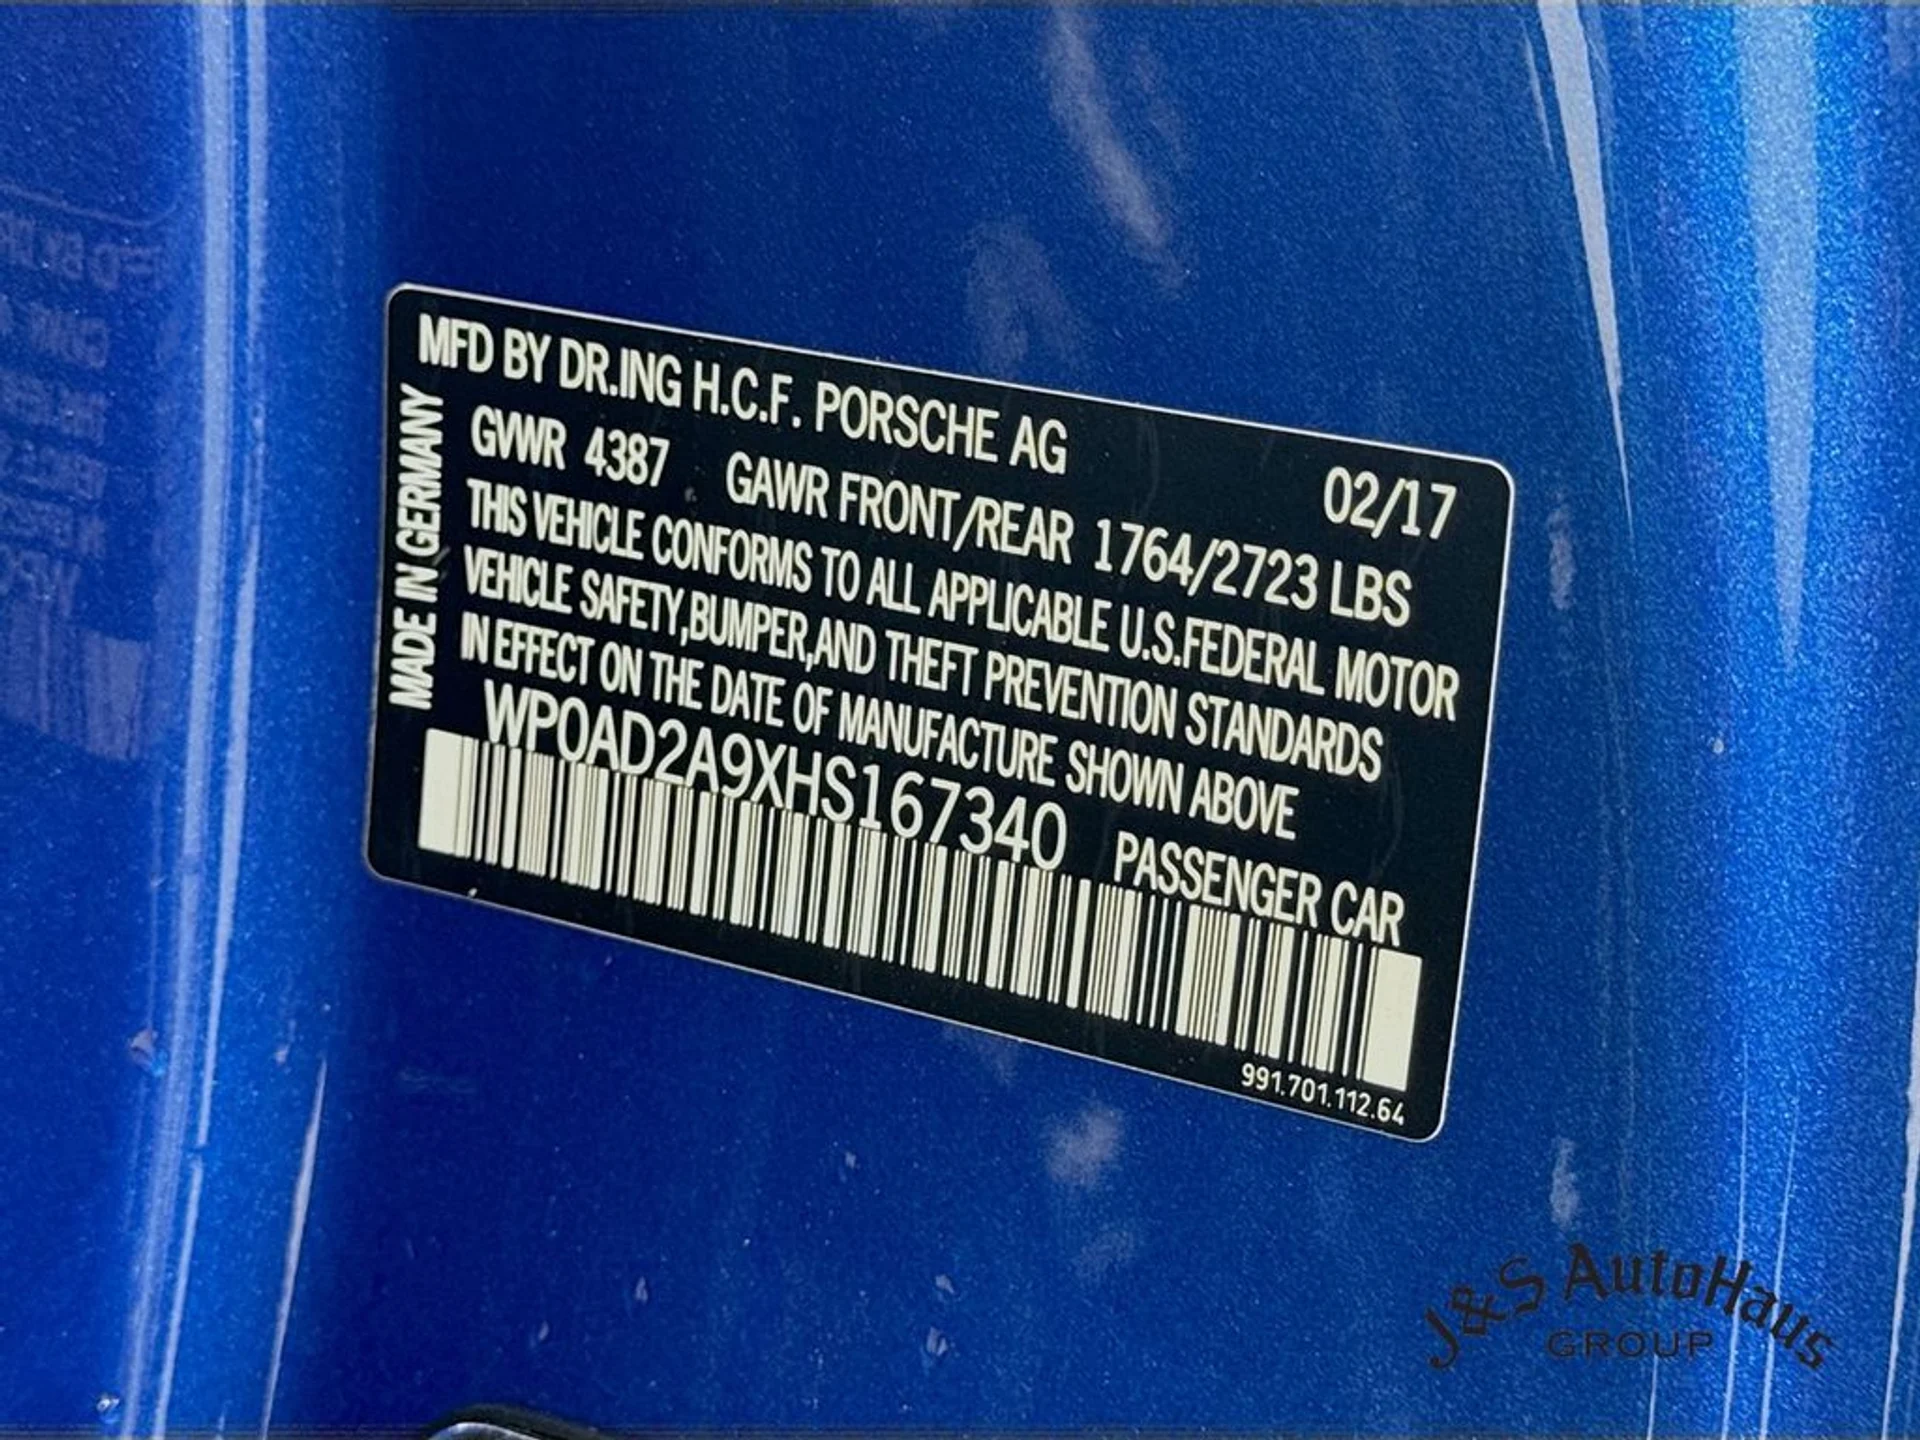 MFD BY DR.ING H.C.F. PORSCHE AG 02/17
GVWR 4387 GAWR FRONT/REAR 1764/2723 LBS
THIS VEHICLE CONFORMS TO ALL APPLICABLE U.S.FEDERAL MOTOR
VEHICLE SAFETY,BUMPER,AND THEFT PREVENTION STANDARDS
IN EFFECT ON THE DATE OF MANUFACTURE SHOWN ABOVE
WP0AD2A9XHS167340 PASSENGER CAR
991.701.112.64
MADE IN GERMANY
J&S AutoHaus
GROUP